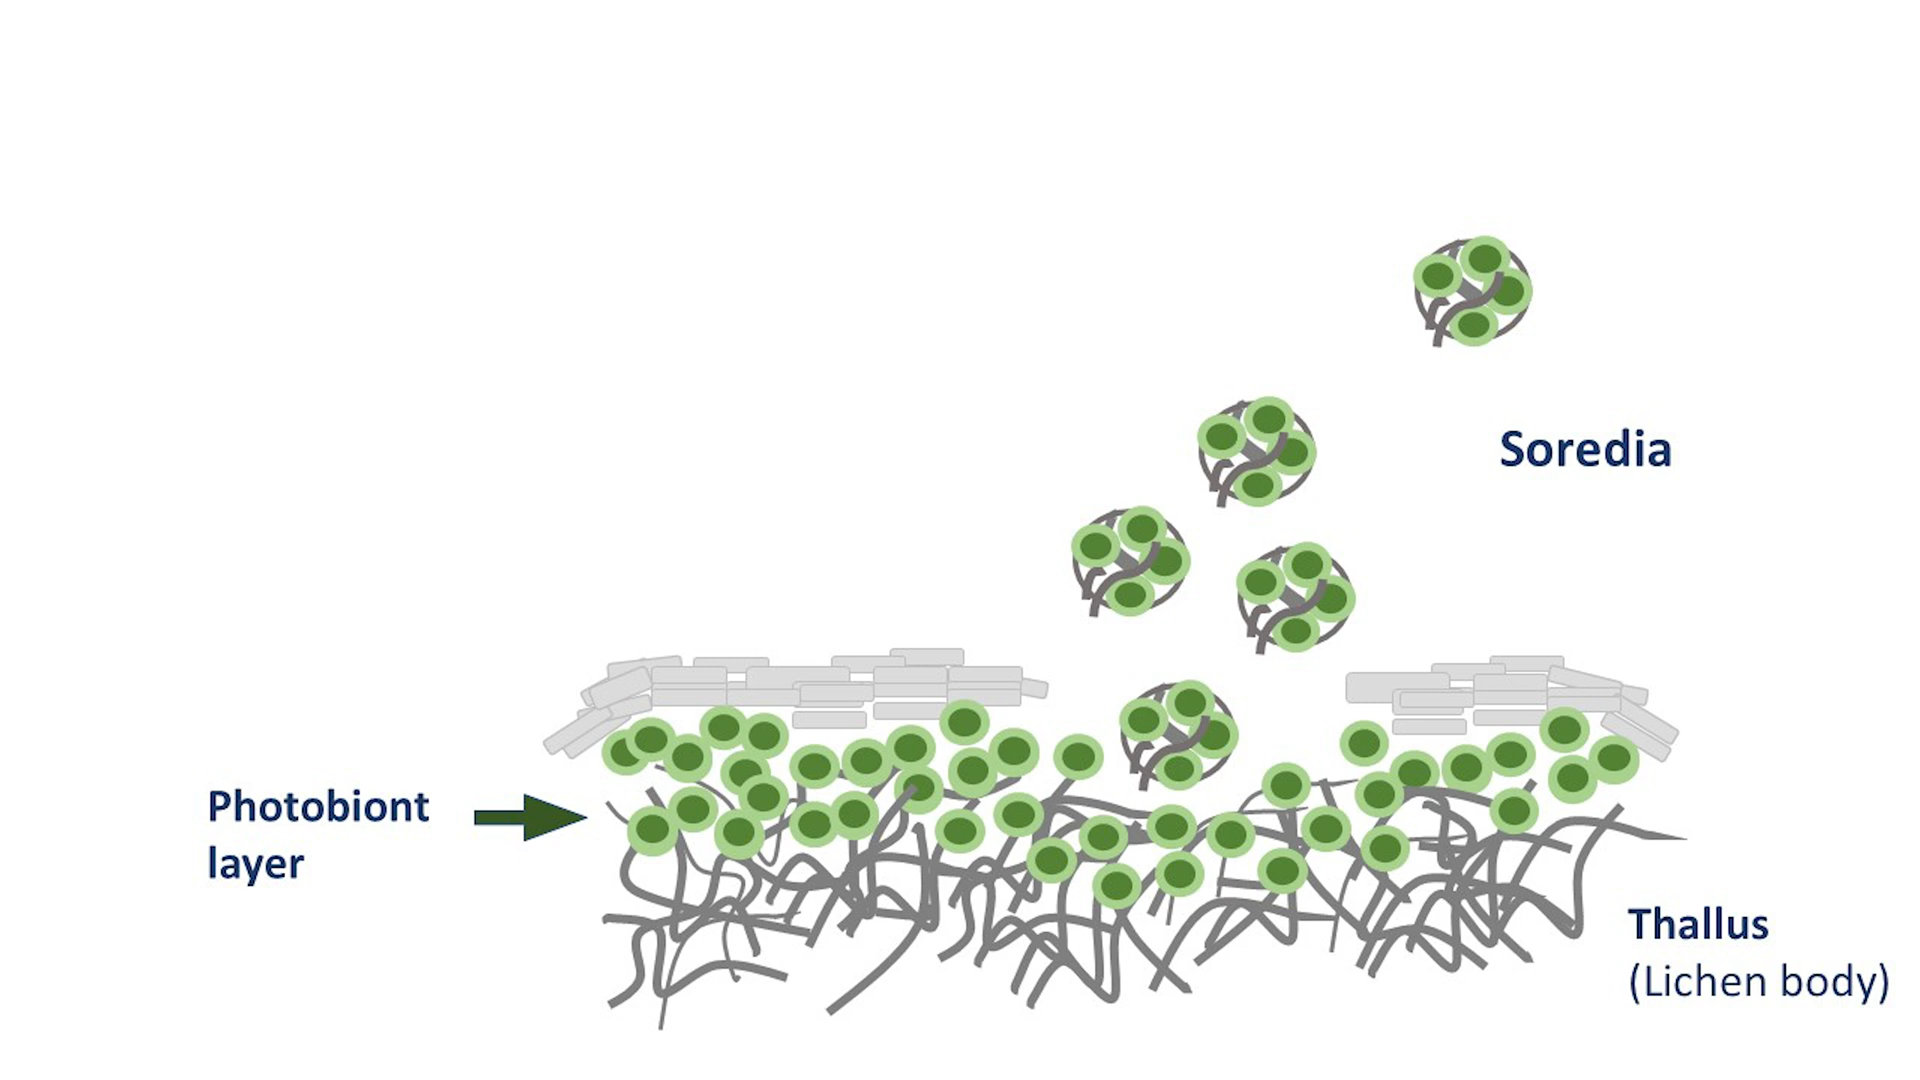 Soredia
Photobiont
layer
Thallus
(Lichen body)